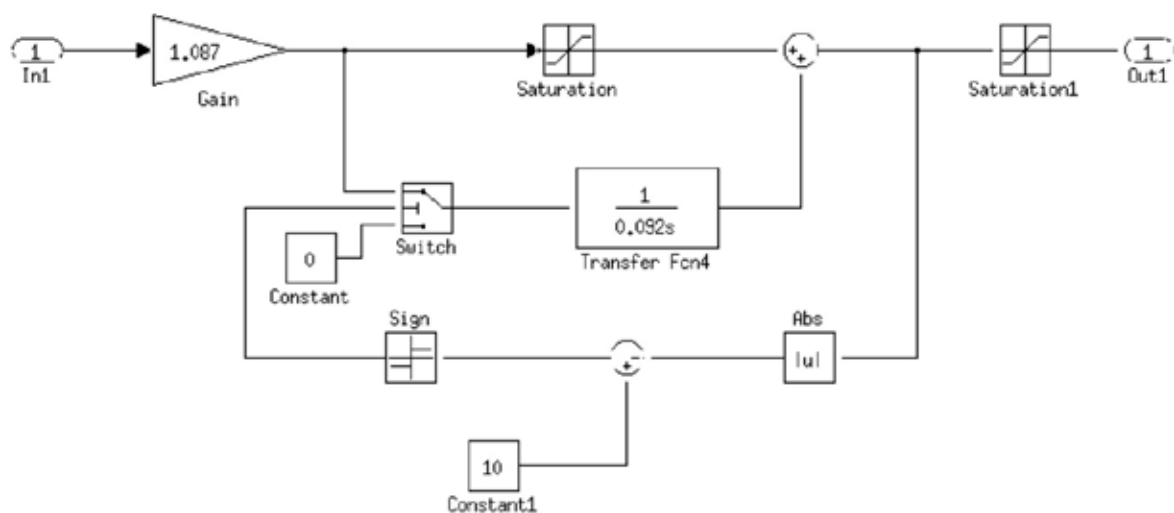 1
In1
1.087
Gain
Saturation
+
+
Saturation1
1
Out1
Switch
1
0.092s
Transfer Fcn4
0
Constant
Sign
+
-
Abs
|u|
10
Constant1